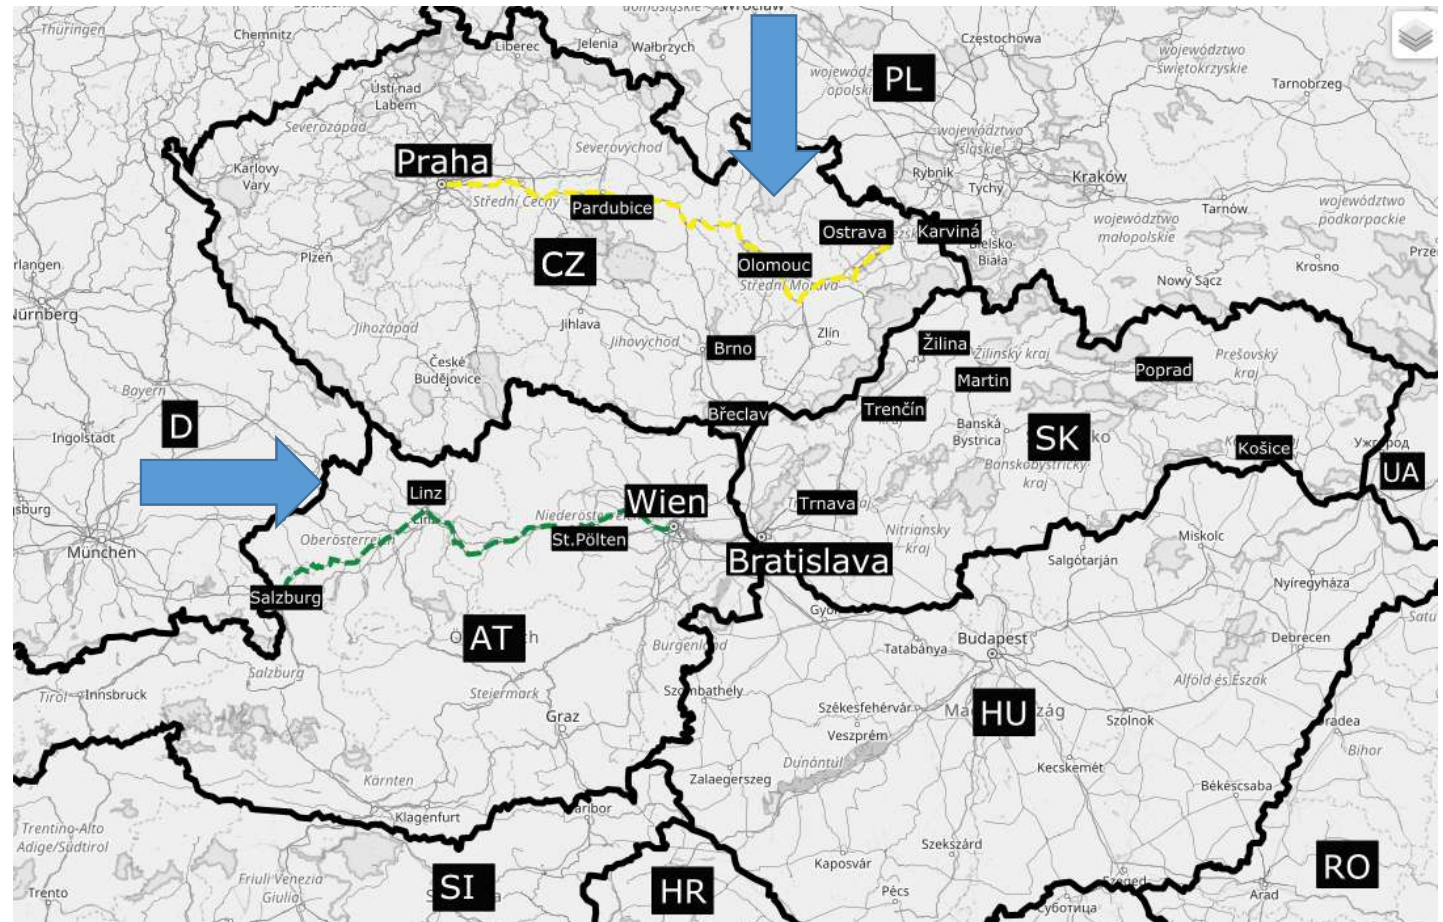 Wrocław
Thüringen
Chemnitz
Liberec
Jelenia
Wałbrzych
Częstochowa
województwo
świętokrzyskie
PL
Tarnobrzeg
Ústí nad
Labem
Severozápad
Severovýchod
województwo
śląskie
Karlovy
Vary
Praha
Rybnik
Tychy
Kraków
Střední Čechy
Pardubice
Tarnów
województwo
podkarpackie
województwo
małopolskie
Ostrava
Karviná
Bielsko-
Biała
Plzeň
CZ
Olomouc
Střední Morava
Krosno
Nowy Sącz
Nürnberg
Jihozápad
Jihlava
Jihovýchod
Brno
Zlín
Žilina
Žilinský kraj
Prešovský
kraj
České
Budějovice
Martin
Poprad
Bayern
D
Břeclav
Trenčín
Banská
Bystrica
SK
Ingolstadt
Banskobystrický
kraj
Košice
Ужгород
UA
Linz
Linz
Wien
Niederösterreich
Oberösterreich
St.Pölten
Trnava
Nitriansky
kraj
München
Bratislava
Salgótarján
Miskolc
Nyíregyháza
Salzburg
AT
Budapest
Debrecen
Burgenland
Tatabánya
Salzburg
Tirol
Innsbruck
Steiermark
Szombathely
Alföld és Észak
Graz
Székesfehérvár
HU
Szolnok
Veszprém
Bihor
Dunántúl
Kecskemét
Kärnten
Zalaegerszeg
Békéscsaba
Klagenfurt
Trentino-Alto
Adige/Südtirol
Szekszárd
Kaposvár
Friuli Venezia
Giulia
SI
HR
RO
Trento
Pécs
Szeged
Arad
Суботица